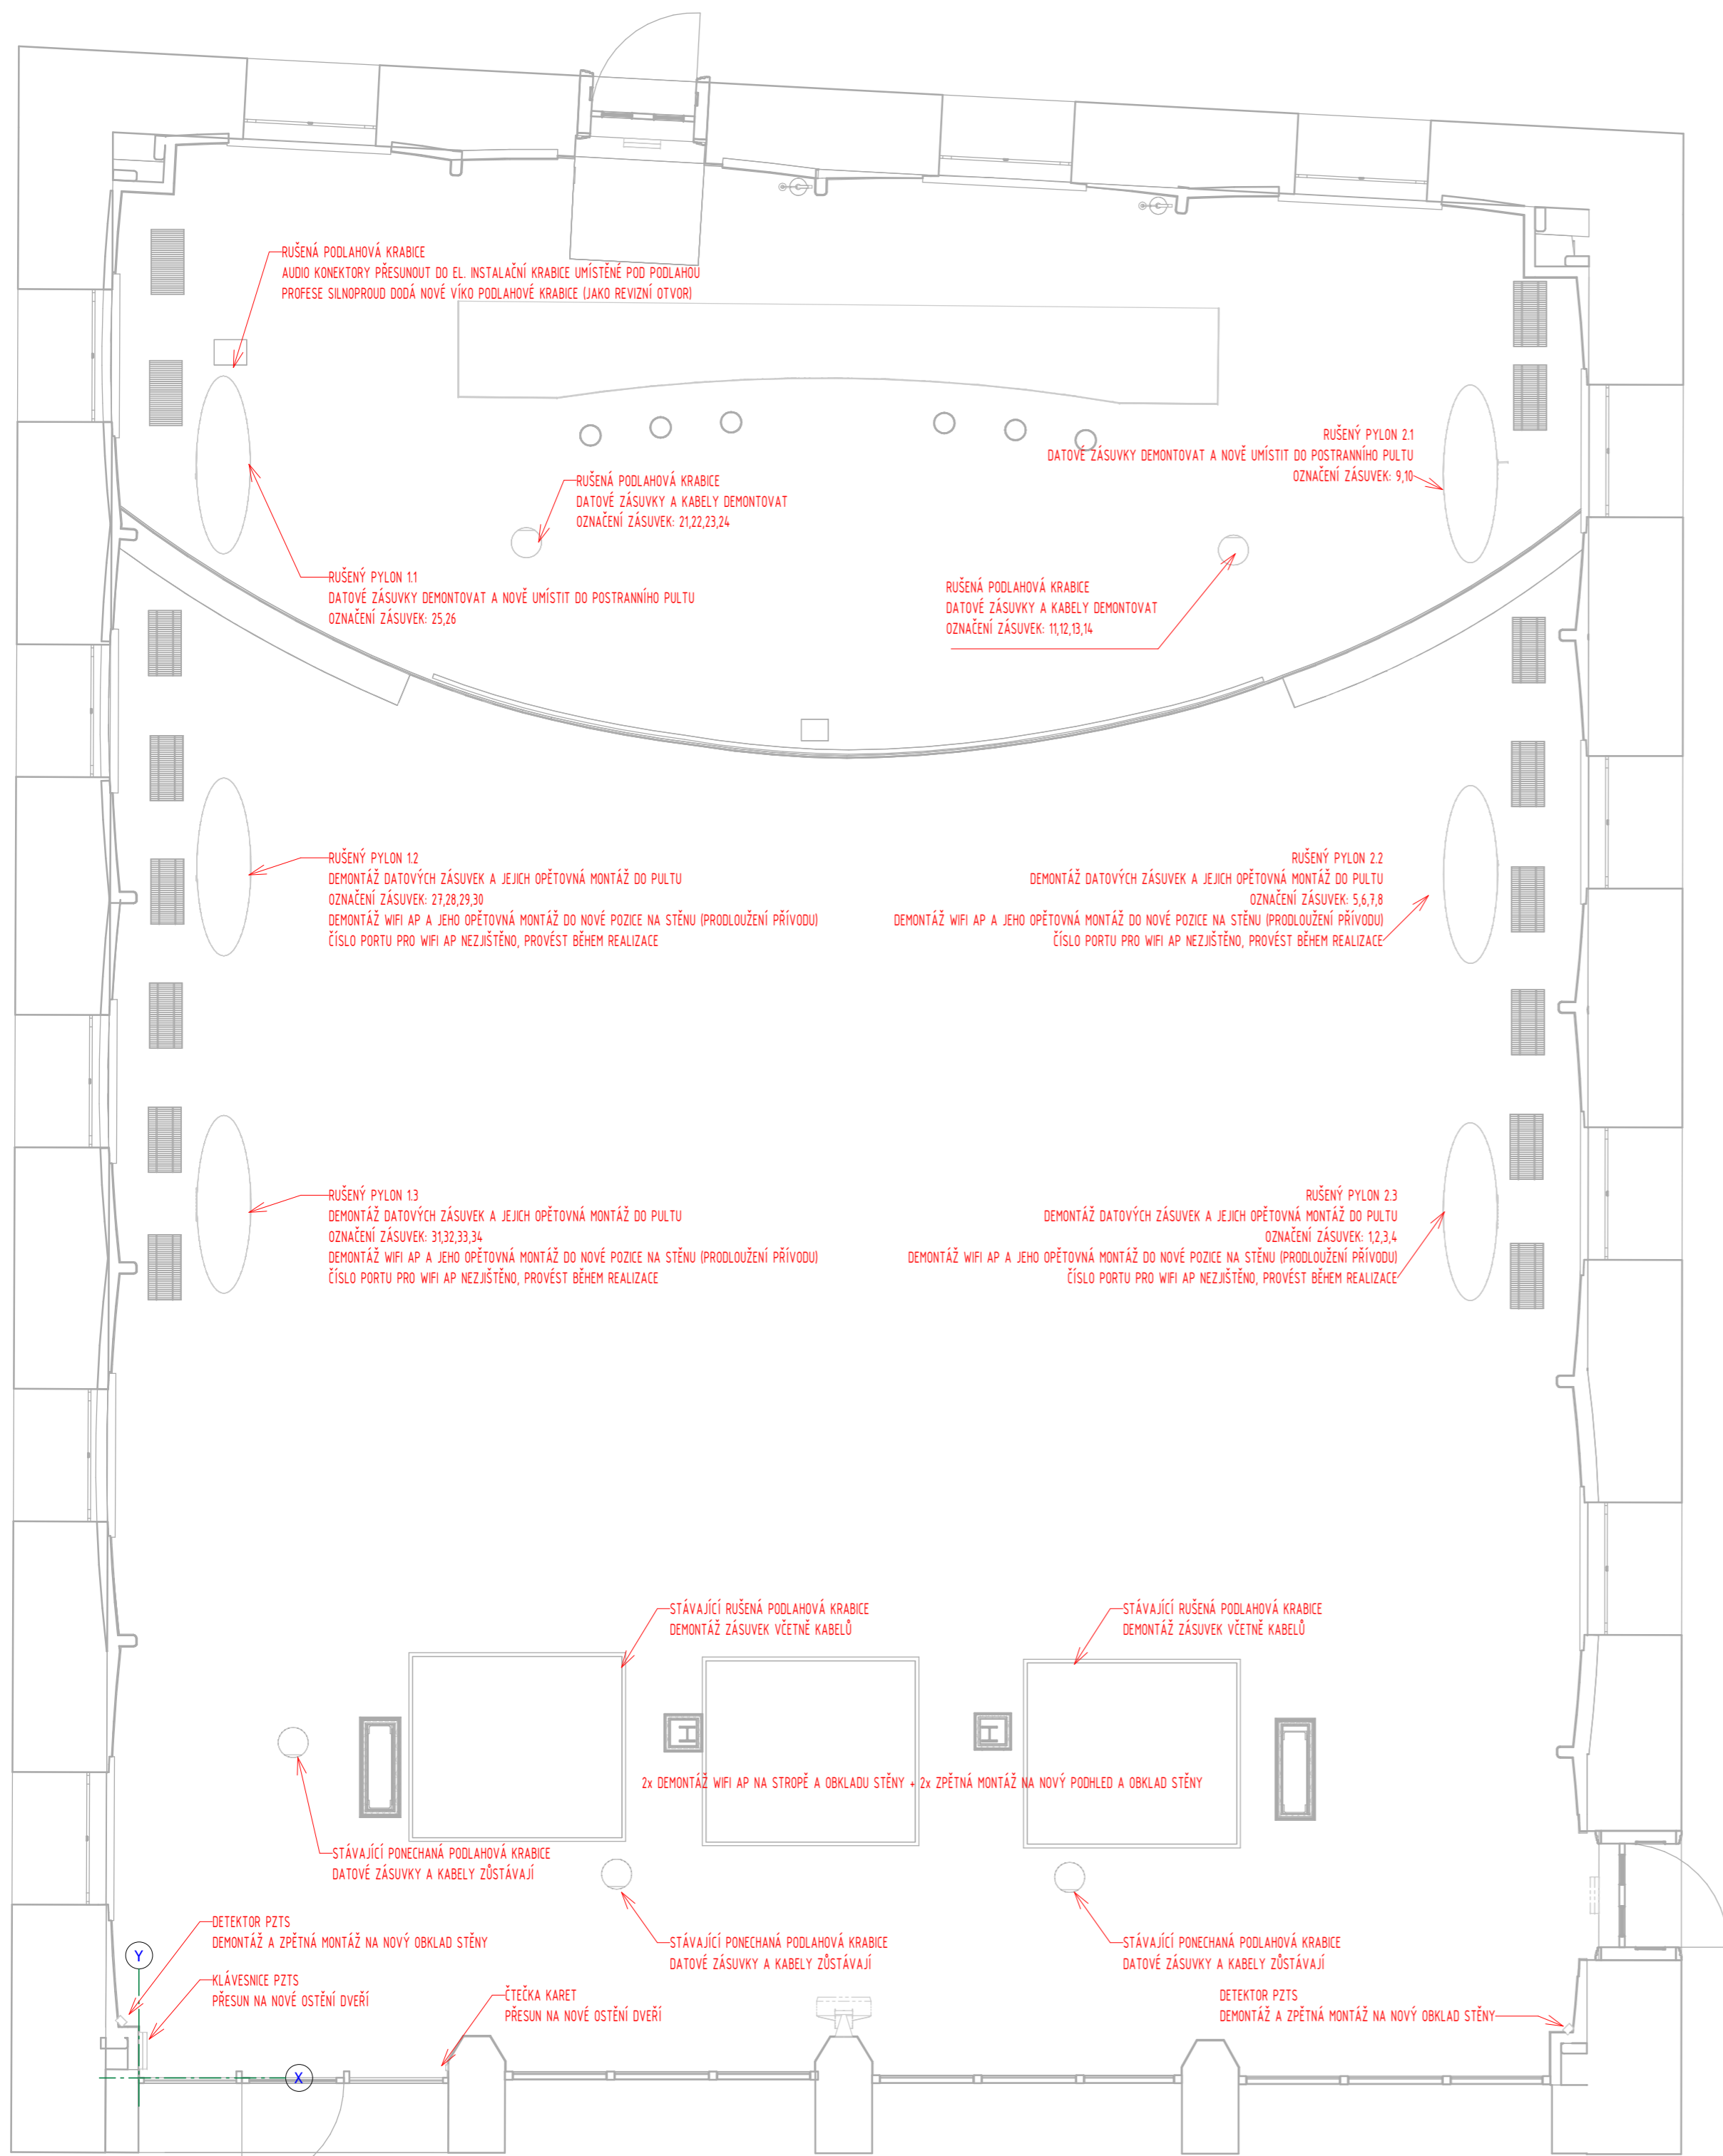 RUŠENÁ PODLAHOVÁ KRABICE
AUDIO KONEKTORY PŘESUNOUT DO EL. INSTALAČNÍ KRABICE UMÍSTĚNÉ POD PODLAHOU
PROFESE SILNOPROUD DODÁ NOVÉ VÍKO PODLAHOVÉ KRABICE (JAKO REVIZNÍ OTVOR)
RUŠENÝ PYLON 2.1
DATOVÉ ZÁSUVKY DEMONTOVAT A NOVĚ UMÍSTIT DO POSTRANNÍHO PULTU
OZNAČENÍ ZÁSUVEK: 9,10
RUŠENÁ PODLAHOVÁ KRABICE
DATOVÉ ZÁSUVKY A KABELY DEMONTOVAT
OZNAČENÍ ZÁSUVEK: 21,22,23,24
RUŠENÝ PYLON 1.1
DATOVÉ ZÁSUVKY DEMONTOVAT A NOVĚ UMÍSTIT DO POSTRANNÍHO PULTU
OZNAČENÍ ZÁSUVEK: 25,26
RUŠENÁ PODLAHOVÁ KRABICE
DATOVÉ ZÁSUVKY A KABELY DEMONTOVAT
OZNAČENÍ ZÁSUVEK: 11,12,13,14
RUŠENÝ PYLON 1.2
DEMONTÁŽ DATOVÝCH ZÁSUVEK A JEJICH OPĚTOVNÁ MONTÁŽ DO PULTU
OZNAČENÍ ZÁSUVEK: 27,28,29,30
DEMONTÁŽ WIFI AP A JEHO OPĚTOVNÁ MONTÁŽ DO NOVÉ POZICE NA STĚNU (PRODLOUŽENÍ PŘÍVODU)
ČÍSLO PORTU PRO WIFI AP NEZJIŠTĚNO, PROVÉST BĚHEM REALIZACE
RUŠENÝ PYLON 2.2
DEMONTÁŽ DATOVÝCH ZÁSUVEK A JEJICH OPĚTOVNÁ MONTÁŽ DO PULTU
OZNAČENÍ ZÁSUVEK: 5,6,7,8
DEMONTÁŽ WIFI AP A JEHO OPĚTOVNÁ MONTÁŽ DO NOVÉ POZICE NA STĚNU (PRODLOUŽENÍ PŘÍVODU)
ČÍSLO PORTU PRO WIFI AP NEZJIŠTĚNO, PROVÉST BĚHEM REALIZACE
RUŠENÝ PYLON 1.3
DEMONTÁŽ DATOVÝCH ZÁSUVEK A JEJICH OPĚTOVNÁ MONTÁŽ DO PULTU
OZNAČENÍ ZÁSUVEK: 31,32,33,34
DEMONTÁŽ WIFI AP A JEHO OPĚTOVNÁ MONTÁŽ DO NOVÉ POZICE NA STĚNU (PRODLOUŽENÍ PŘÍVODU)
ČÍSLO PORTU PRO WIFI AP NEZJIŠTĚNO, PROVÉST BĚHEM REALIZACE
RUŠENÝ PYLON 2.3
DEMONTÁŽ DATOVÝCH ZÁSUVEK A JEJICH OPĚTOVNÁ MONTÁŽ DO PULTU
OZNAČENÍ ZÁSUVEK: 1,2,3,4
DEMONTÁŽ WIFI AP A JEHO OPĚTOVNÁ MONTÁŽ DO NOVÉ POZICE NA STĚNU (PRODLOUŽENÍ PŘÍVODU)
ČÍSLO PORTU PRO WIFI AP NEZJIŠTĚNO, PROVÉST BĚHEM REALIZACE
STÁVAJÍCÍ RUŠENÁ PODLAHOVÁ KRABICE
DEMONTÁŽ ZÁSUVEK VČETNĚ KABELŮ
STÁVAJÍCÍ RUŠENÁ PODLAHOVÁ KRABICE
DEMONTÁŽ ZÁSUVEK VČETNĚ KABELŮ
2x DEMONTÁŽ WIFI AP NA STROPĚ A OBKLADU STĚNY + 2x ZPĚTNÁ MONTÁŽ NA NOVÝ PODHLED A OBKLAD STĚNY
STÁVAJÍCÍ PONECHANÁ PODLAHOVÁ KRABICE
DATOVÉ ZÁSUVKY A KABELY ZŮSTÁVAJÍ
DETEKTOR PZTS
DEMONTÁŽ A ZPĚTNÁ MONTÁŽ NA NOVÝ OBKLAD STĚNY
STÁVAJÍCÍ PONECHANÁ PODLAHOVÁ KRABICE
DATOVÉ ZÁSUVKY A KABELY ZŮSTÁVAJÍ
STÁVAJÍCÍ PONECHANÁ PODLAHOVÁ KRABICE
DATOVÉ ZÁSUVKY A KABELY ZŮSTÁVAJÍ
Y
KLÁVESNICE PZTS
PŘESUN NA NOVÉ OSTĚNÍ DVEŘÍ
ČTEČKA KARET
PŘESUN NA NOVÉ OSTĚNÍ DVEŘÍ
DETEKTOR PZTS
DEMONTÁŽ A ZPĚTNÁ MONTÁŽ NA NOVÝ OBKLAD STĚNY
X